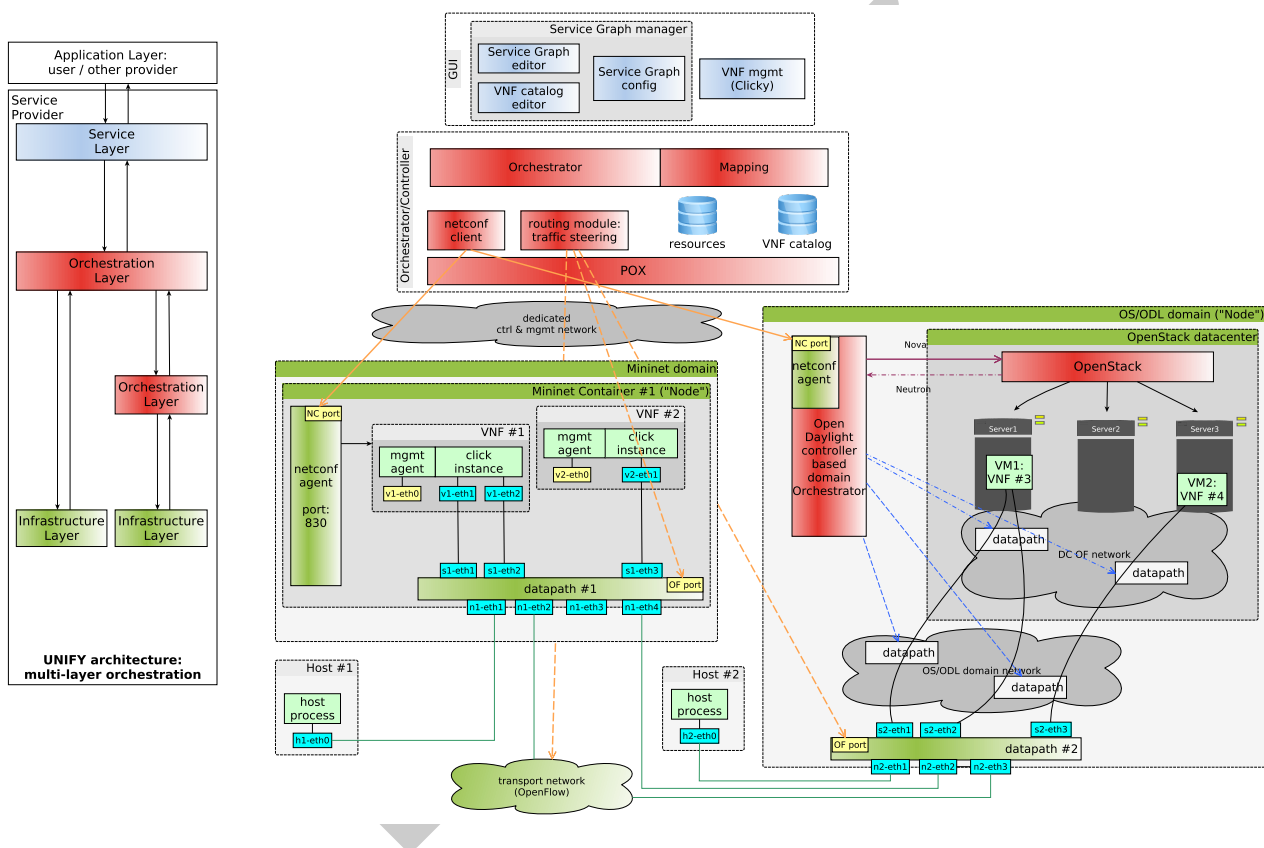 Application Layer:
user / other provider
Service
Provider
Service
Layer
Orchestration
Layer
Orchestration
Layer
Infrastructure
Layer
Infrastructure
Layer
UNIFY architecture:
multi-layer orchestration
GUI
Service Graph manager
Service Graph
editor
VNF catalog
editor
Service Graph
config
VNF mgmt
(Clicky)
Orchestrator/Controller
Orchestrator
Mapping
netconf
client
routing module:
traffic steering
resources
VNF catalog
POX
dedicated
ctrl & mgmt network
Mininet domain
Mininet Container #1 ("Node")
NC port
netconf
agent
port:
830
VNF #1
mgmt
agent
click
instance
v1-eth0
v1-eth1
v1-eth2
VNF #2
mgmt
agent
click
instance
v2-eth0
v2-eth1
s1-eth1
s1-eth2
s1-eth3
datapath #1
OF port
n1-eth1
n1-eth2
n1-eth3
n1-eth4
Host #1
host
process
h1-eth0
Host #2
host
process
h2-eth0
transport network
(OpenFlow)
OS/ODL domain ("Node")
NC port
netconf
agent
Open
Daylight
controller
based
domain
Orchestrator
Nova
Neutron
OpenStack datacenter
OpenStack
Server1
Server2
Server3
VM1:
VNF #3
VM2:
VNF #4
datapath
DC OF network
datapath
datapath
OS/ODL domain network
datapath
s2-eth1
s2-eth2
s2-eth3
OF port
datapath #2
n2-eth1
n2-eth2
n2-eth3